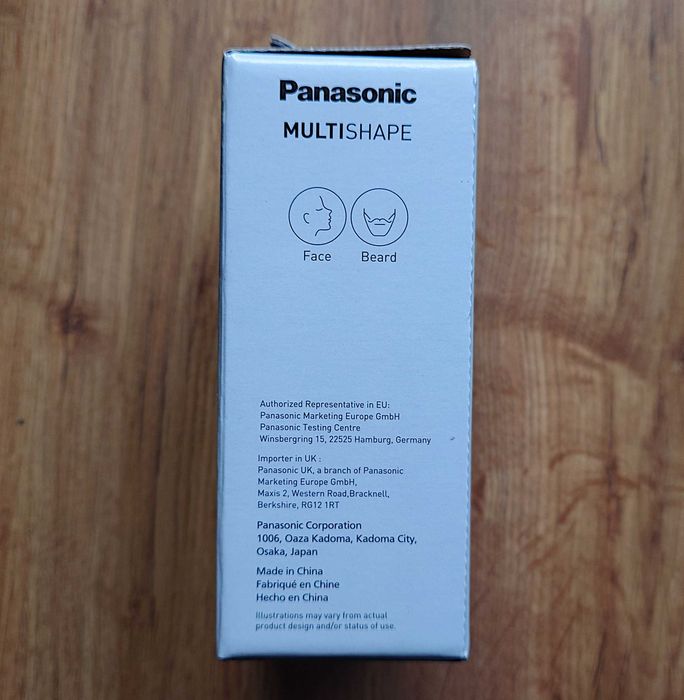 Panasonic
MULTISHAPE
Face Beard
Authorized Representative in EU:
Panasonic Marketing Europe GmbH
Panasonic Testing Centre
Winsbergring 15, 22525 Hamburg, Germany
Importer in UK :
Panasonic UK, a branch of Panasonic
Marketing Europe GmbH,
Maxis 2, Western Road,Bracknell,
Berkshire, RG12 1RT
Panasonic Corporation
1006, Oaza Kadoma, Kadoma City,
Osaka, Japan
Made in China
Fabriqué en Chine
Hecho en China
Illustrations may vary from actual
product design and/or status of use.